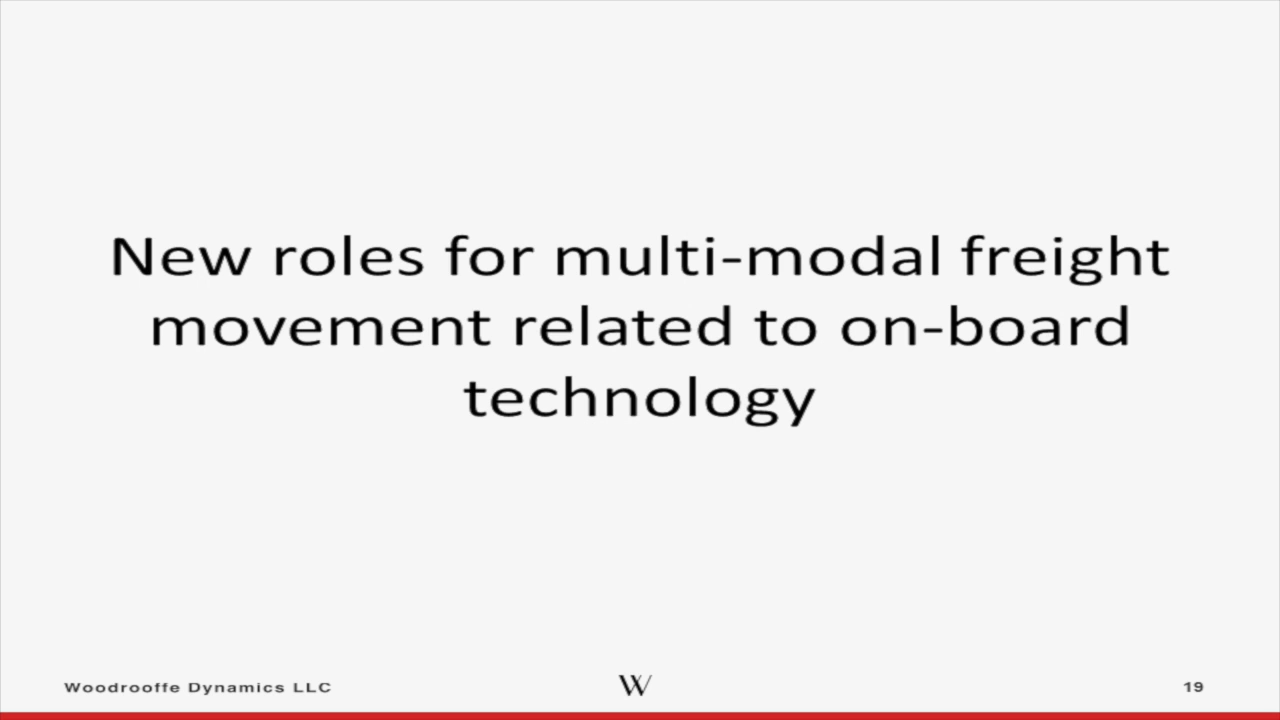 New roles for multi-modal freight
movement related to on-board
technology
Woodrooffe Dynamics LLC
W
19